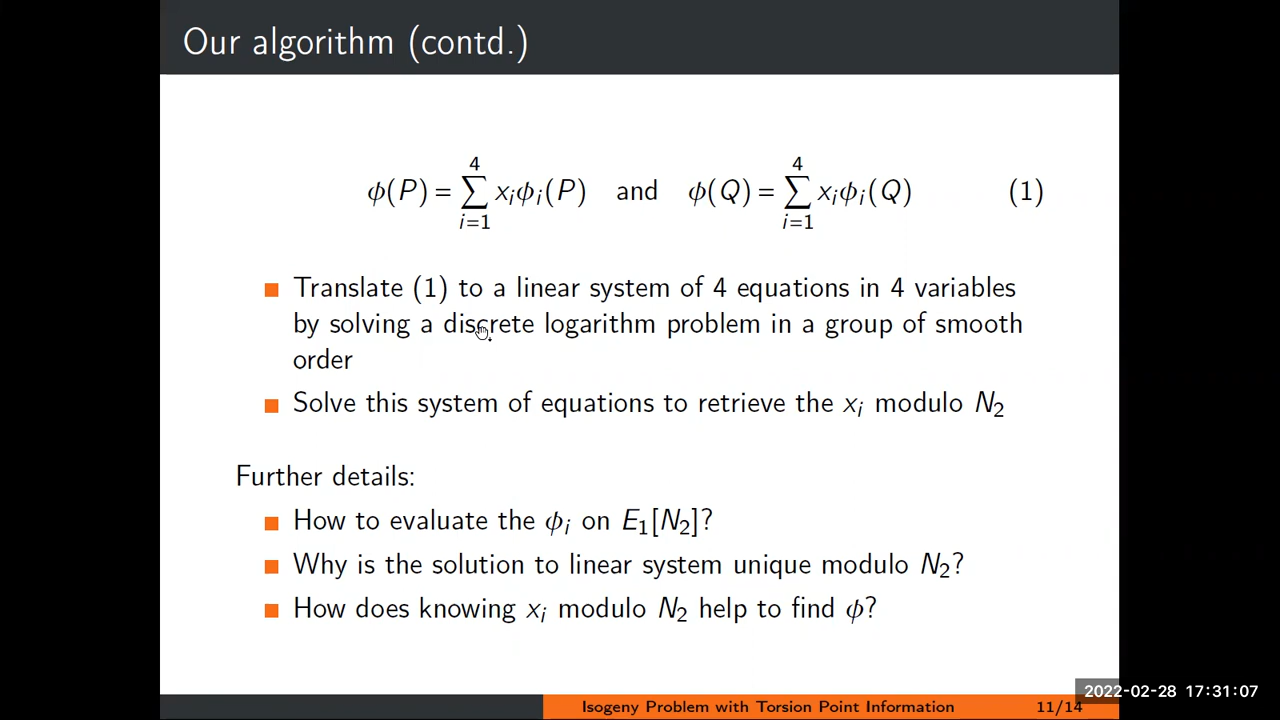 Our algorithm (contd.)
ϕ(P) = ∑_{i=1}^{4} x_i ϕ_i(P) and ϕ(Q) = ∑_{i=1}^{4} x_i ϕ_i(Q) (1)
■ Translate (1) to a linear system of 4 equations in 4 variables
by solving a discrete logarithm problem in a group of smooth
order
■ Solve this system of equations to retrieve the x_i modulo N_2
Further details:
■ How to evaluate the ϕ_i on E_1[N_2]?
■ Why is the solution to linear system unique modulo N_2?
■ How does knowing x_i modulo N_2 help to find ϕ?
2022-02-28 17:31:07
Isogeny Problem with Torsion Point Information 11/14